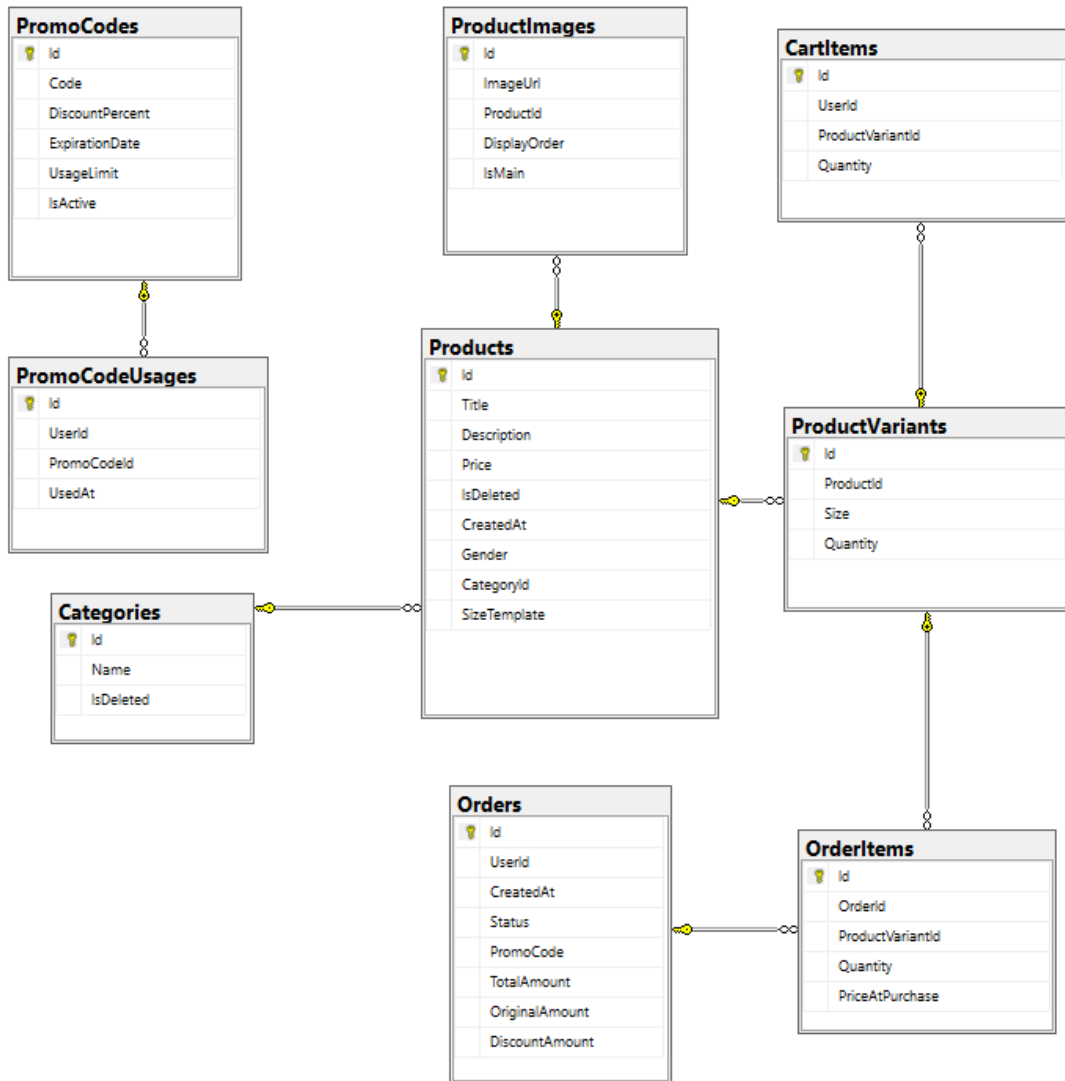 PromoCodes
Id
Code
DiscountPercent
ExpirationDate
UsageLimit
IsActive
ProductImages
Id
ImageUrl
ProductId
DisplayOrder
IsMain
CartItems
Id
UserId
ProductVariantId
Quantity
PromoCodeUsages
Id
UserId
PromoCodeId
UsedAt
Products
Id
Title
Description
Price
IsDeleted
CreatedAt
Gender
CategoryId
SizeTemplate
ProductVariants
Id
ProductId
Size
Quantity
Categories
Id
Name
IsDeleted
Orders
Id
UserId
CreatedAt
Status
PromoCode
TotalAmount
OriginalAmount
DiscountAmount
OrderItems
Id
OrderId
ProductVariantId
Quantity
PriceAtPurchase